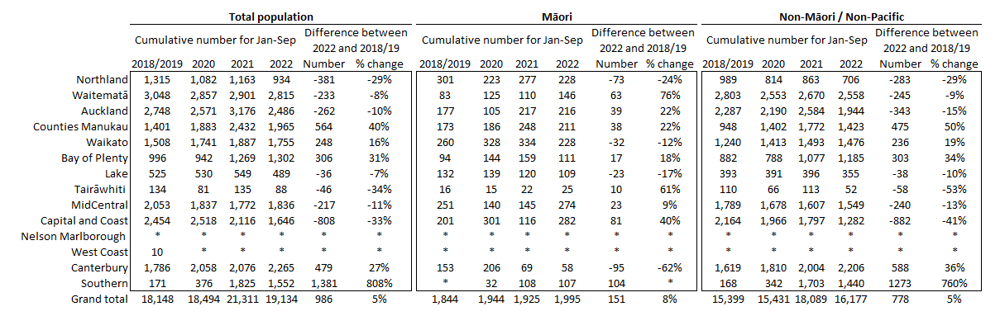 Total population Māori Non-Māori / Non-Pacific
Cumulative number for Jan-Sep Difference between 2022 and 2018/19 Cumulative number for Jan-Sep Difference between 2022 and 2018/19 Cumulative number for Jan-Sep Difference between 2022 and 2018/19
2018/2019 2020 2021 2022 Number % change 2018/2019 2020 2021 2022 Number % change 2018/2019 2020 2021 2022 Number % change
Northland 1,315 1,082 1,163 934 -381 -29% 301 223 277 228 -73 -24% 989 814 863 706 -283 -29%
Waitematā 3,048 2,857 2,901 2,815 -233 -8% 83 125 110 146 63 76% 2,803 2,553 2,670 2,558 -245 -9%
Auckland 2,748 2,571 3,176 2,486 -262 -10% 177 105 217 216 39 22% 2,287 2,190 2,584 1,944 -343 -15%
Counties Manukau 1,401 1,883 2,432 1,965 564 40% 173 186 248 211 38 22% 948 1,402 1,772 1,423 475 50%
Waikato 1,508 1,741 1,887 1,755 248 16% 260 328 334 228 -32 -12% 1,240 1,413 1,493 1,476 236 19%
Bay of Plenty 996 942 1,269 1,302 306 31% 94 144 159 111 17 18% 882 788 1,077 1,185 303 34%
Lake 525 530 549 489 -36 -7% 132 139 120 109 -23 -17% 393 391 396 355 -38 -10%
Tairāwhiti 134 81 135 88 -46 -34% 16 15 22 25 10 61% 110 66 113 52 -58 -53%
MidCentral 2,053 1,837 1,772 1,836 -217 -11% 251 140 145 274 23 9% 1,789 1,678 1,607 1,549 -240 -13%
Capital and Coast 2,454 2,518 2,116 1,646 -808 -33% 201 301 116 282 81 40% 2,164 1,966 1,797 1,282 -882 -41%
Nelson Marlborough * * * * * * * * * * * * * * * * * *
West Coast 10 * * * * * * * * * * * * * * * * *
Canterbury 1,786 2,058 2,076 2,265 479 27% 153 206 69 58 -95 -62% 1,619 1,810 2,004 2,206 588 36%
Southern 171 376 1,825 1,552 1,381 808% * 32 108 107 104 * 168 342 1,703 1,440 1273 760%
Grand total 18,148 18,494 21,311 19,134 986 5% 1,844 1,944 1,925 1,995 151 8% 15,399 15,431 18,089 16,177 778 5%